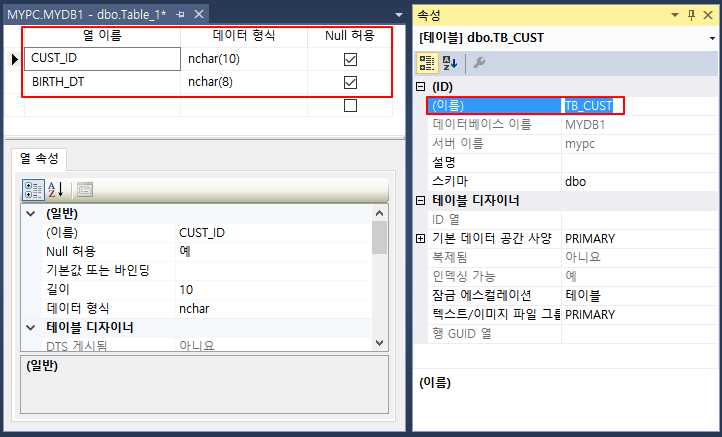 MYPC.MYDB1 - dbo.Table_1*
열 이름 데이터 형식 Null 허용
CUST_ID nchar(10)
BIRTH_DT nchar(8)
열 속성
(일반)
(이름) CUST_ID
Null 허용 예
기본값 또는 바인딩
길이 10
데이터 형식 nchar
테이블 디자이너
DTS 게시됨 아니요
(일반)
속성
[테이블] dbo.TB_CUST
(ID)
(이름) TB_CUST
데이터베이스 이름 MYDB1
서버 이름 mypc
설명
스키마 dbo
테이블 디자이너
ID 열
기본 데이터 공간 사양 PRIMARY
복제됨 아니요
인덱싱 가능 예
잠금 에스컬레이션 테이블
텍스트/이미지 파일 그룹 PRIMARY
행 GUID 열
(이름)